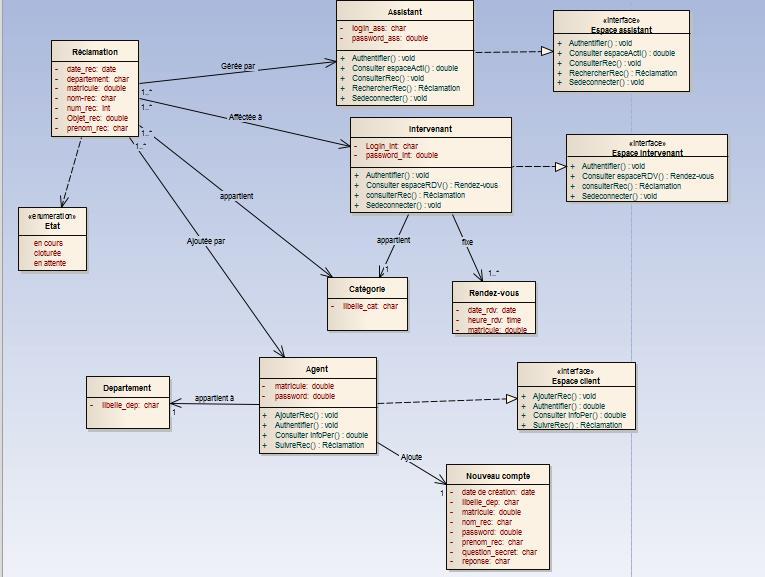 Réclamation
- date_rec: date
- departement: char
- matricule: double
- nom-rec: char
- num_rec: Int
- Objet_rec: double
- prenom_rec: char
Assistant
- login_ass: char
- password_ass: double
+ Authentifier() : void
+ Consulter espaceActi() : double
+ ConsulterRec() : void
+ RechercherRec() : Réclamation
+ Sedeconnecter() : void
«interface»
Espace assistant
+ Authentifier() : void
+ Consulter espaceActi() : double
+ ConsulterRec() : void
+ RechercherRec() : Réclamation
+ Sedeconnecter() : void
Gérée par
1..*
1..*
1..*
1..*
Afféctée à
Intervenant
- Login_Int: char
- password_Int: double
+ Authentifier() : void
+ Consulter espaceRDV() : Rendez-vous
+ consulterRec() : Réclamation
+ Sedeconnecter() : void
«interface»
Espace Intervenant
+ Authentifier() : void
+ Consulter espaceRDV() : Rendez-vous
+ consulterRec() : Réclamation
+ Sedeconnecter() : void
«enumeration»
Etat
en cours
cloturée
en attente
appartient
Ajoutée par
appartient
1
fixe
1..*
Catégorie
- libelle_cat: char
Rendez-vous
- date_rdv: date
- heure_rdv: time
- matricule: double
Departement
- libelle_dep: char
appartient à
1
Agent
- matricule: double
- password: double
+ AjouterRec() : void
+ Authentifier() : void
+ Consulter InfoPer() : double
+ SuivreRec() : Réclamation
«interface»
Espace client
+ AjouterRec() : void
+ Authentifier() : double
+ Consulter InfoPer() : double
+ SuivreRec() : Réclamation
Ajoute
1
Nouveau compte
- date de création: date
- libelle_dep: char
- matricule: double
- nom_rec: char
- password: double
- prenom_rec: char
- question_secret: char
- reponse: char